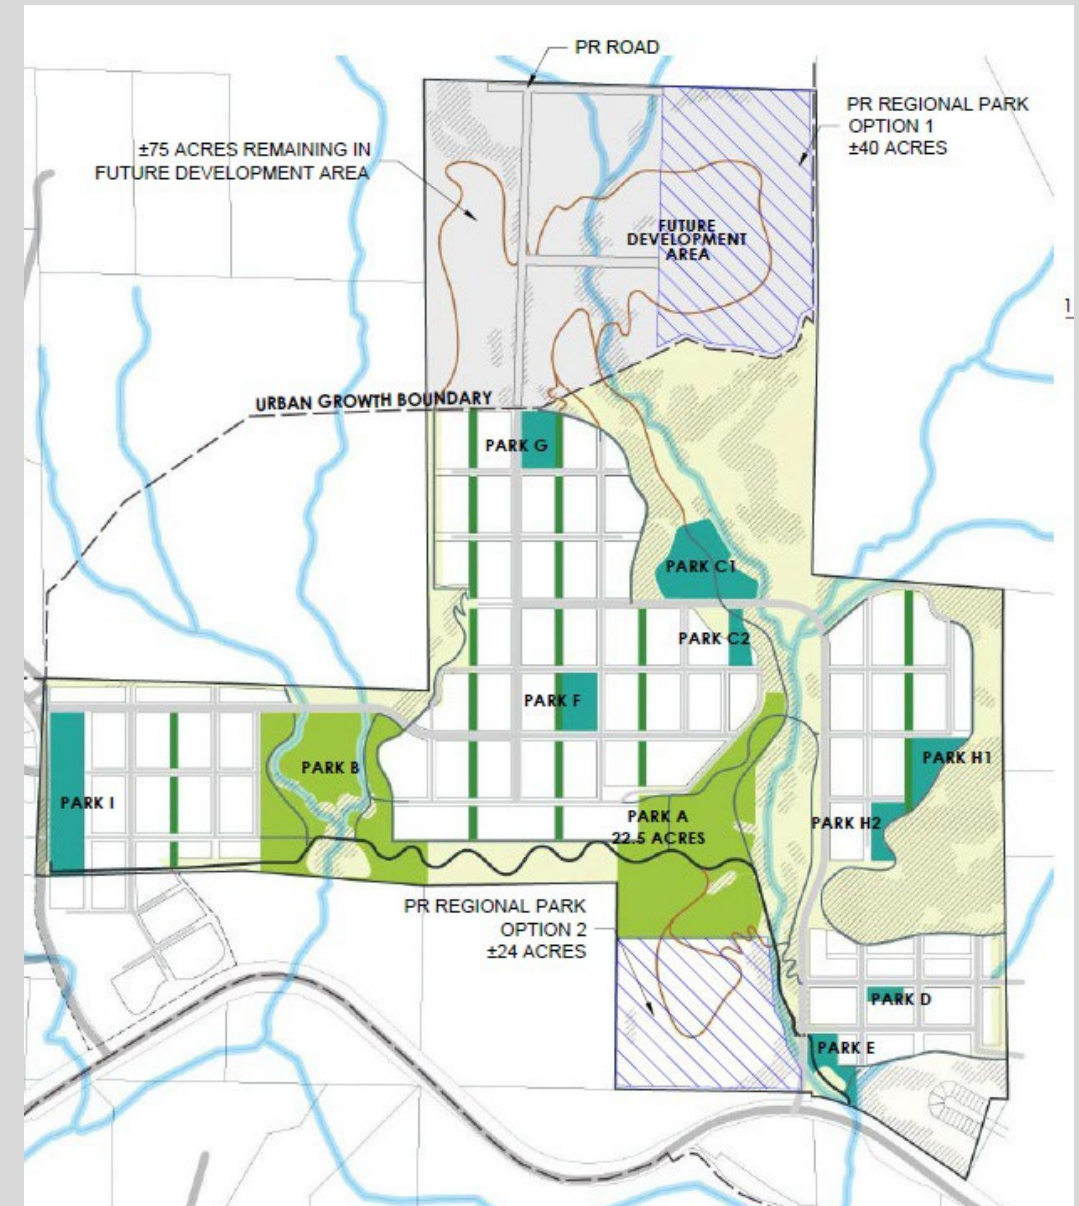 PR ROAD
PR REGIONAL PARK
OPTION 1
±40 ACRES
±75 ACRES REMAINING IN
FUTURE DEVELOPMENT AREA
FUTURE
DEVELOPMENT
AREA
1
URBAN GROWTH BOUNDARY
PARK G
PARK C1
PARK C2
PARK F
PARK H1
PARK B
PARK I
PARK A
22.5 ACRES
PARK H2
PR REGIONAL PARK
OPTION 2
±24 ACRES
PARK D
PARK E